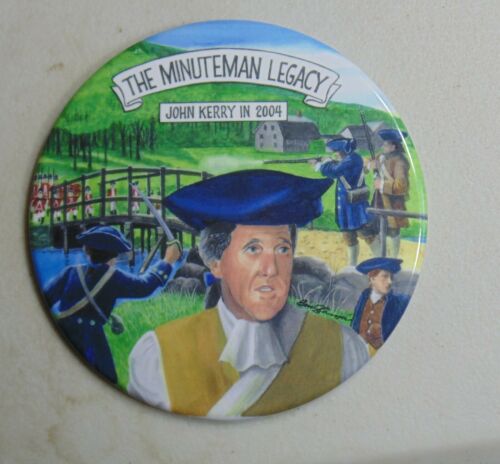 THE MINUTEMAN LEGACY
JOHN KERRY IN 2004